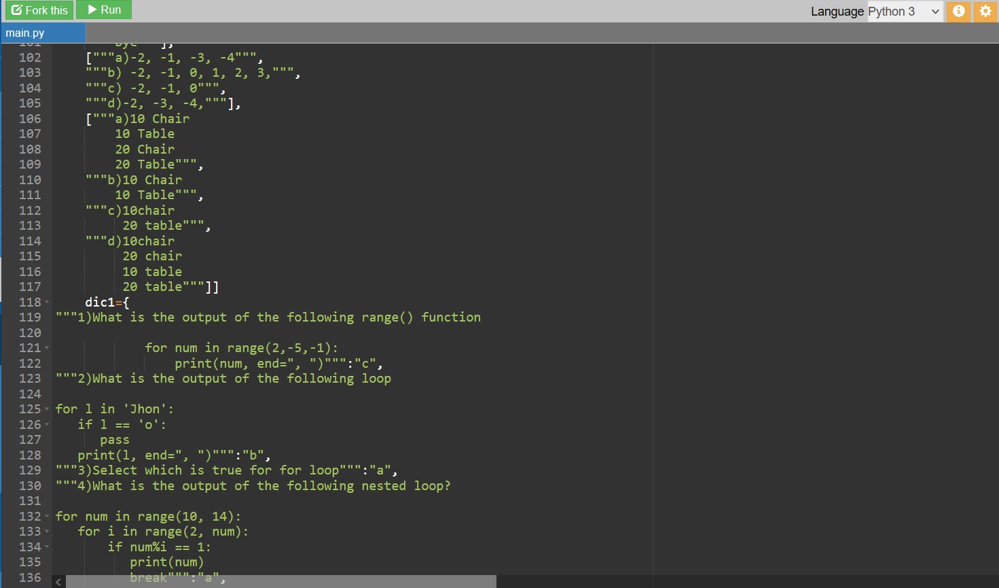 Fork this Run Language Python 3
main.py
101 Bye"""],
102 ["""a)-2, -1, -3, -4""",
103 """b) -2, -1, 0, 1, 2, 3,""",
104 """c) -2, -1, 0""",
105 """d)-2, -3, -4,"""],
106 ["""a)10 Chair
107 10 Table
108 20 Chair
109 20 Table""",
110 """b)10 Chair
111 10 Table""",
112 """c)10chair
113 20 table""",
114 """d)10chair
115 20 chair
116 10 table
117 20 table"""]]
118 dic1={
119 """1)What is the output of the following range() function
120
121 for num in range(2,-5,-1):
122 print(num, end=", ")""":"c",
123 """2)What is the output of the following loop
124
125 for l in 'Jhon':
126 if l == 'o':
127 pass
128 print(l, end=", ")""":"b",
129 """3)Select which is true for for loop""":"a",
130 """4)What is the output of the following nested loop?
131
132 for num in range(10, 14):
133 for i in range(2, num):
134 if num%i == 1:
135 print(num)
136 break""":"a",